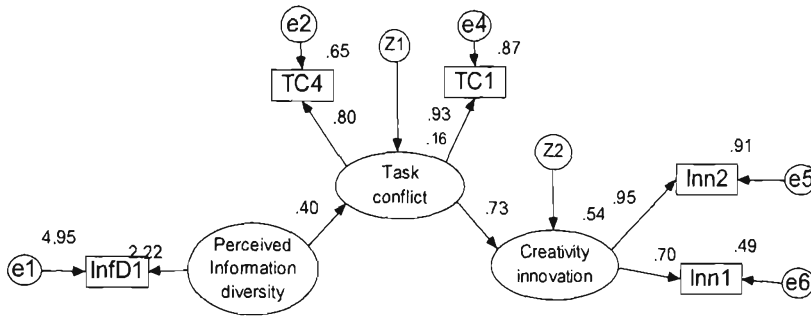 e2
e4
.65
Z1
.87
TC4
TC1
.80
.93
.16
Z2
.91
Task
conflict
Inn2
e5
.40
.73
.54
.95
4.95
2.22
Perceived
Information
diversity
Creativity
innovation
.70
.49
e1
InfD1
Inn1
e6